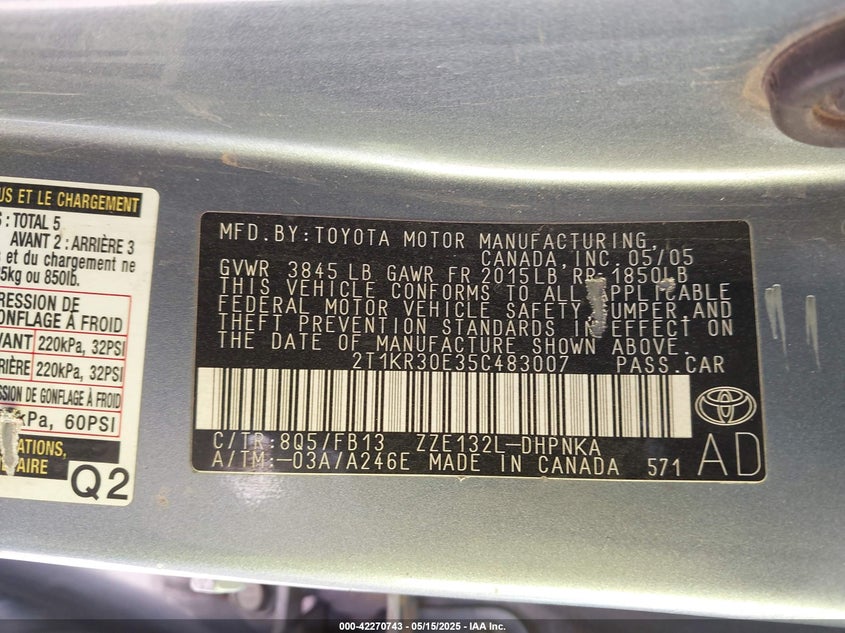 US ET LE CHARGEMENT
S : TOTAL 5
AVANT 2 : ARRIÈRE 3
et du chargement ne
5kg ou 850lb.
RESSION DE
ONFLAGE À FROID
VANT 220kPa, 32PSI
RIÈRE 220kPa, 32PSI
SSION DE GONFLAGE À FROID
kPa, 60PSI
ATIONS,
AIRE
Q2
MFD. BY: TOYOTA MOTOR MANUFACTURING,
CANADA, INC. 05/05
GVWR 3845 LB GAWR FR 2015LB, RR 1850LB
THIS VEHICLE CONFORMS TO ALL APPLICABLE
FEDERAL MOTOR VEHICLE SAFETY, BUMPER, AND
THEFT PREVENTION STANDARDS IN EFFECT ON
THE DATE OF MANUFACTURE SHOWN ABOVE.
2T1KR30E35C483007 PASS. CAR
C/TR: 8Q5/FB13 ZZE132L-DHPNKA
A/TM: -03A/A246E MADE IN CANADA 571
AD
000-42270743 - 05/15/2025 - IAA Inc.